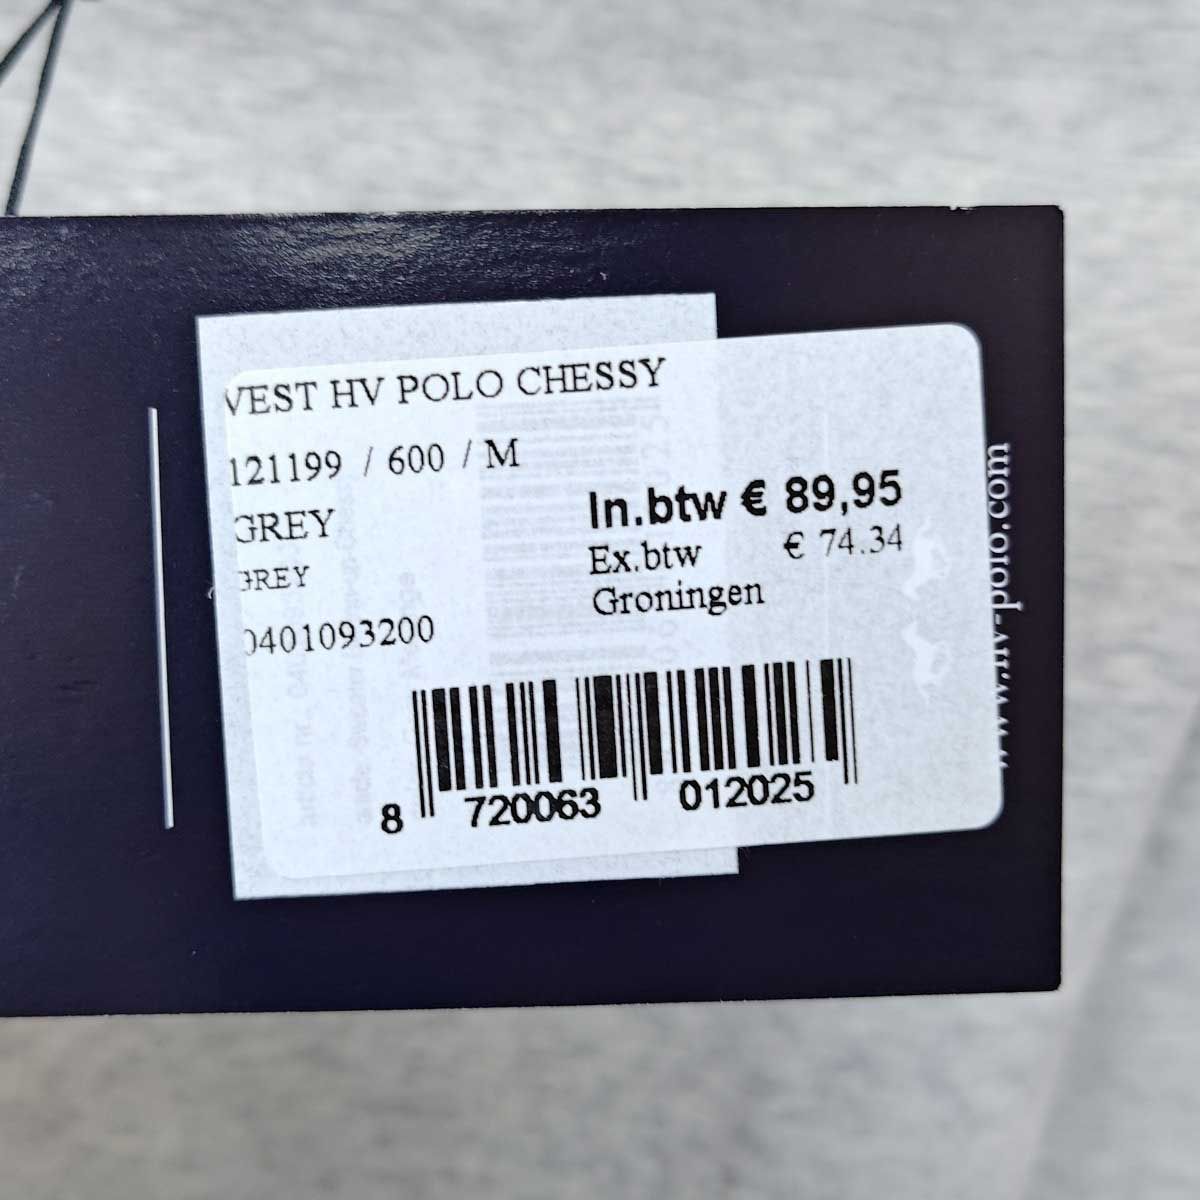 VEST HV POLO CHESSY
121199 / 600 / M
GREY
GREY
0401093200
In.btw € 89,95
Ex.btw € 74.34
Groningen
8 720063 012025
www.hv-polo.com